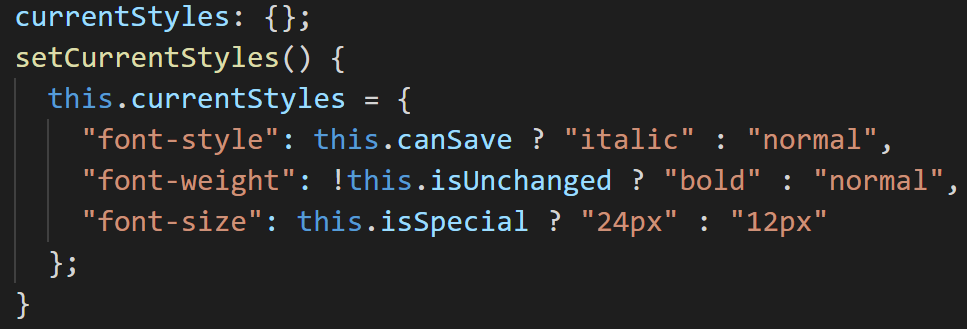 currentStyles: {};
setCurrentStyles() {
  this.currentStyles = {
    "font-style": this.canSave ? "italic" : "normal",
    "font-weight": !this.isUnchanged ? "bold" : "normal",
    "font-size": this.isSpecial ? "24px" : "12px"
  };
}